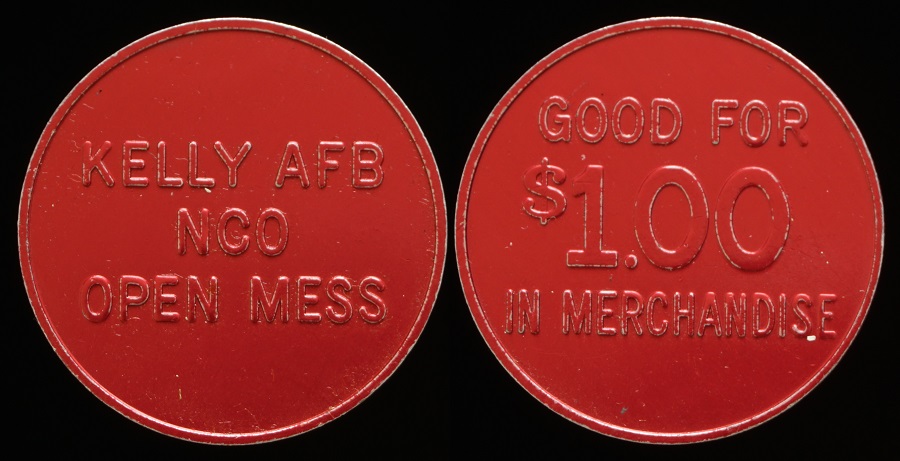 KELLY AFB
NCO
OPEN MESS
GOOD FOR
$1.00
IN MERCHANDISE